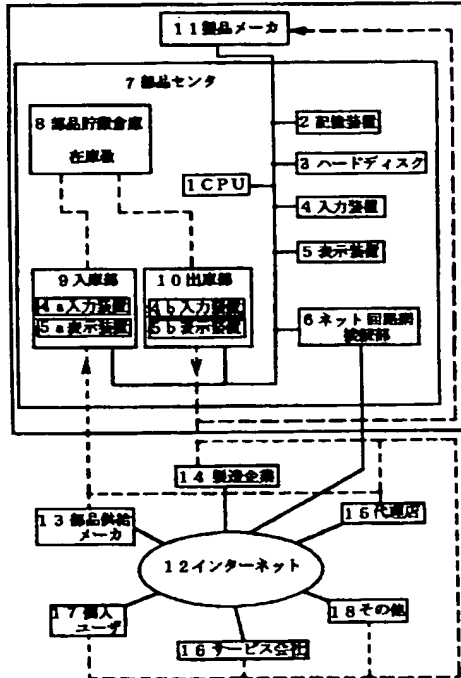 11製品メーカ
7 部品センタ
8 部品貯蔵倉庫
在庫数
2 記憶装置
3 ハードディスク
1CPU
4 入力装置
5 表示装置
9入庫部
4a入力装置
5a表示装置
10出庫部
4b入力装置
5b表示装置
6ネット回路網
接続部
14製造企業
13部品供給
メーカ
15代理店
12インターネット
17個人
ユーザ
18その他
16サービス会社